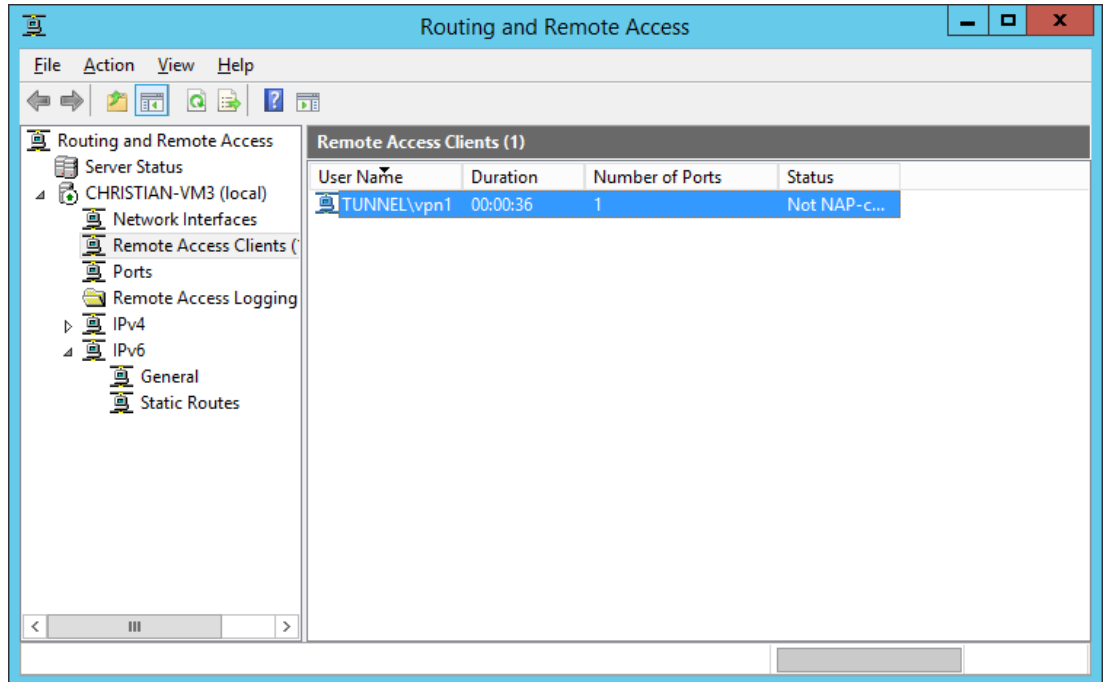 Routing and Remote Access
File Action View Help
Routing and Remote Access
Server Status
CHRISTIAN-VM3 (local)
Network Interfaces
Remote Access Clients (
Ports
Remote Access Logging
IPv4
IPv6
General
Static Routes
Remote Access Clients (1)
User Name Duration Number of Ports Status
TUNNEL\vpn1 00:00:36 1 Not NAP-c...